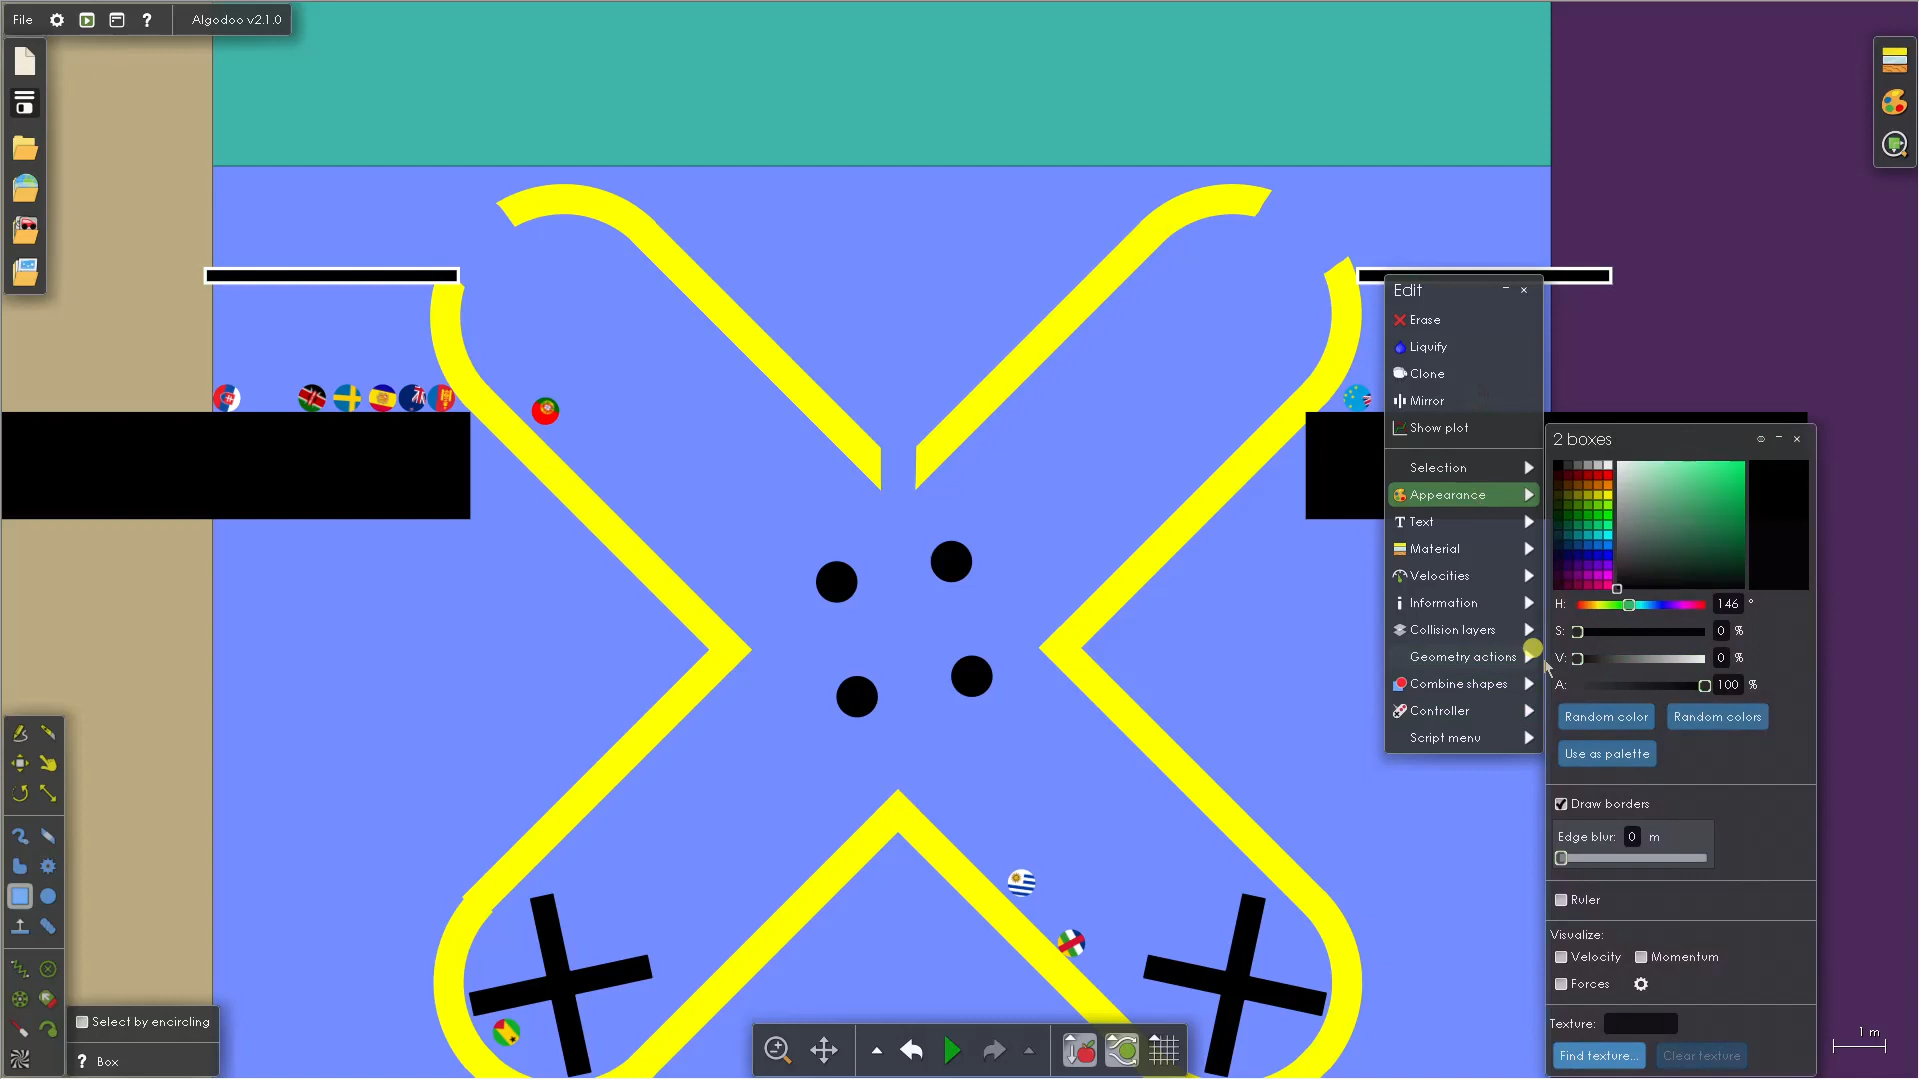 File
?
Algodoo v2.1.0
Edit
Erase
Liquify
Clone
Mirror
Show plot
Selection
Appearance
Text
Material
Velocities
Information
Collision layers
Geometry actions
Combine shapes
Controller
Script menu
2 boxes
H: 146 °
S: 0 %
V: 0 %
A: 100 %
Random color
Random colors
Use as palette
Draw borders
Edge blur: 0 m
Ruler
Visualize:
Velocity
Momentum
Forces
Texture:
Find texture...
Clear texture
Select by encircling
? Box
1 m